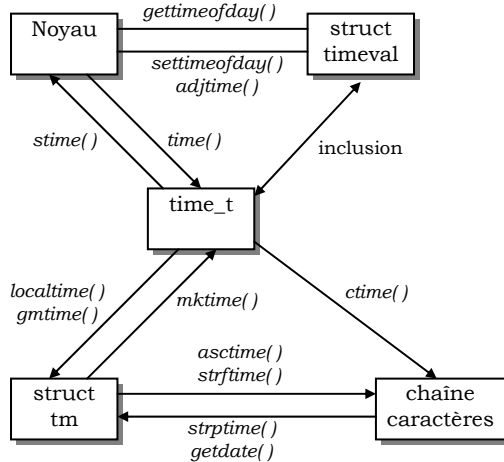 gettimeofday( )
Noyau
struct
timeval
settimeofday( )
adjtime( )
stime( )
time( )
inclusion
time_t
localtime( )
gmtime( )
mktime( )
ctime( )
asctime( )
strftime( )
struct
tm
chaîne
caractères
strptime( )
getdate( )